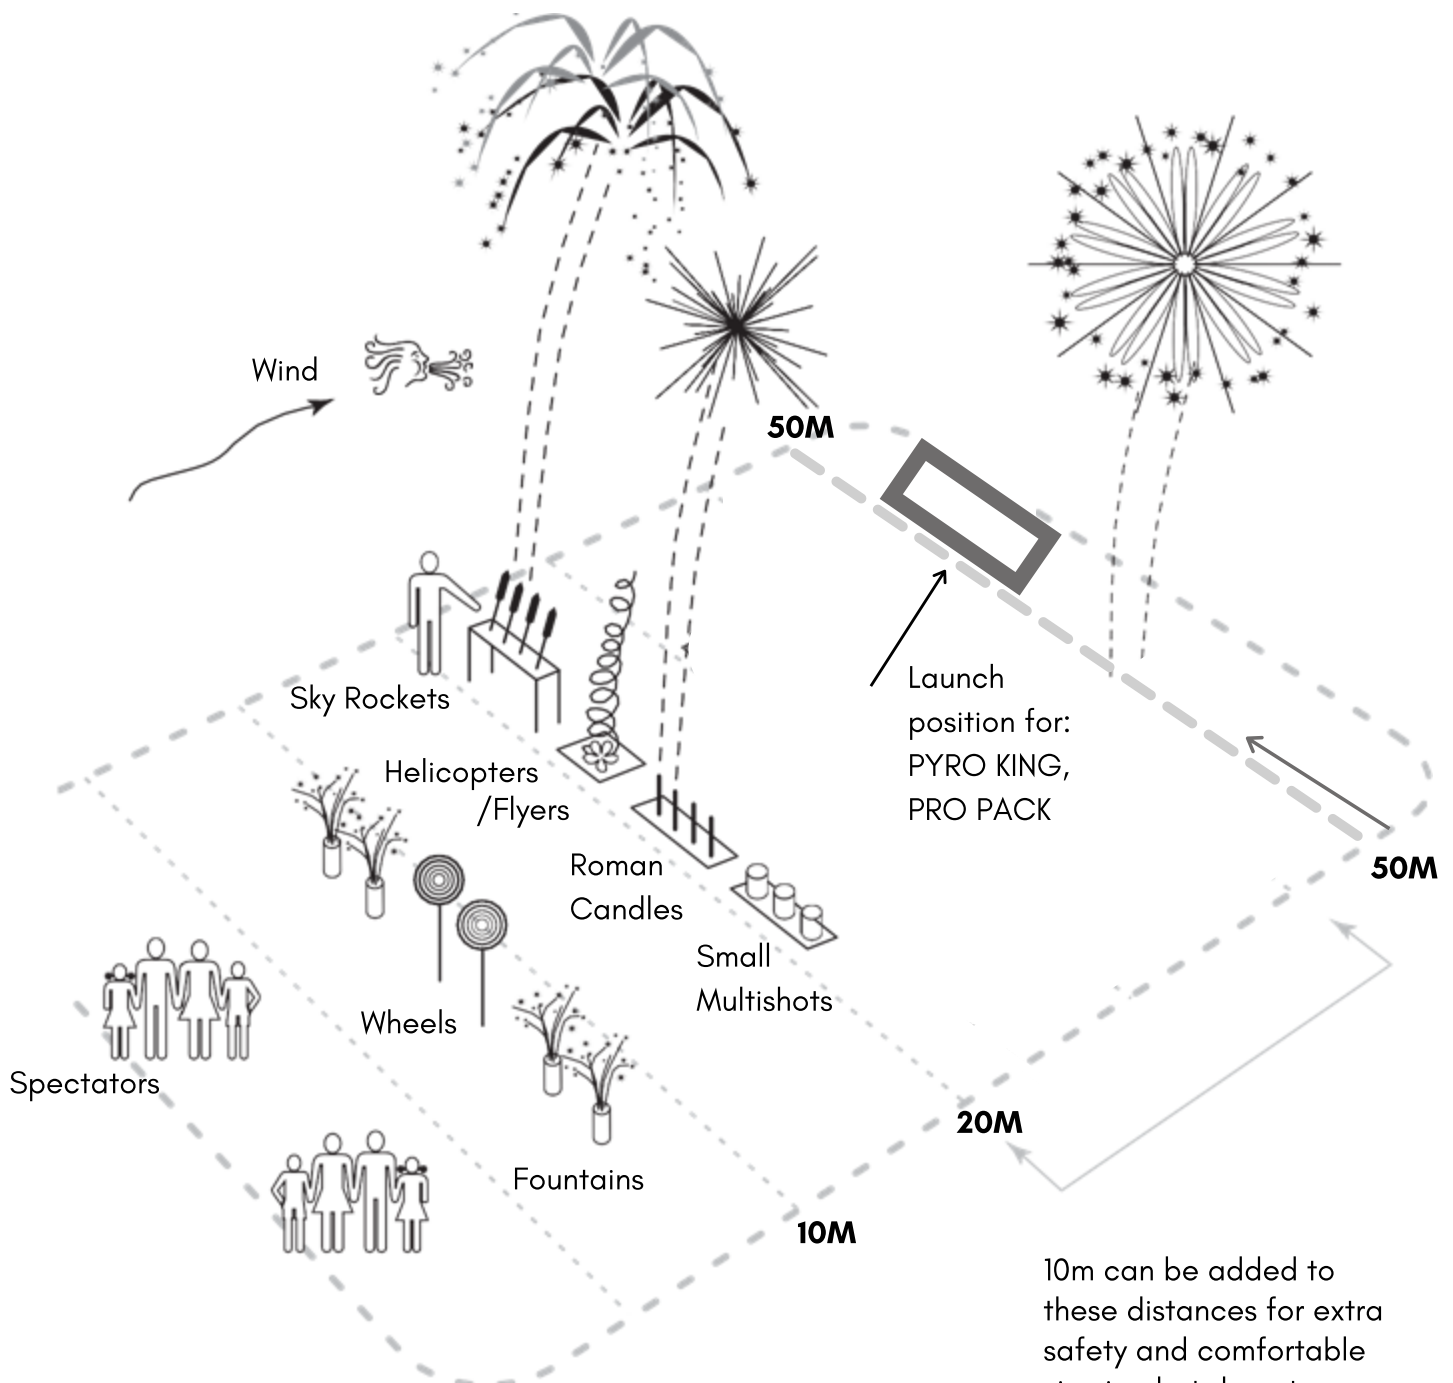 Wind
50M
Launch
position for:
PYRO KING,
PRO PACK
Sky Rockets
Helicopters
/Flyers
Roman
Candles
50M
Small
Multishots
Wheels
Spectators
20M
Fountains
10M
10m can be added to
these distances for extra
safety and comfortable